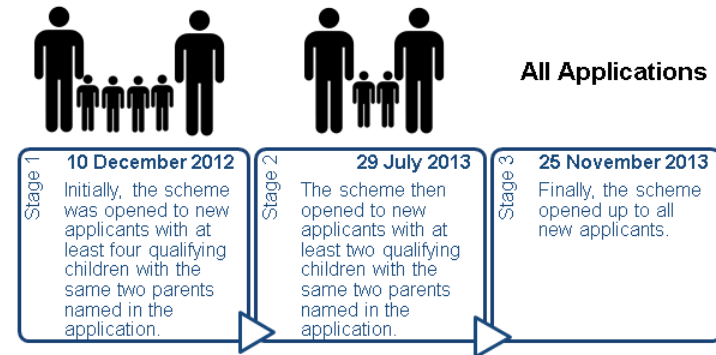 All Applications
Stage 1
10 December 2012
Initially, the scheme
was opened to new
applicants with at
least four qualifying
children with the
same two parents
named in the
application.
Stage 2
29 July 2013
The scheme then
opened to new
applicants with at
least two qualifying
children with the
same two parents
named in the
application.
Stage 3
25 November 2013
Finally, the scheme
opened up to all
new applicants.